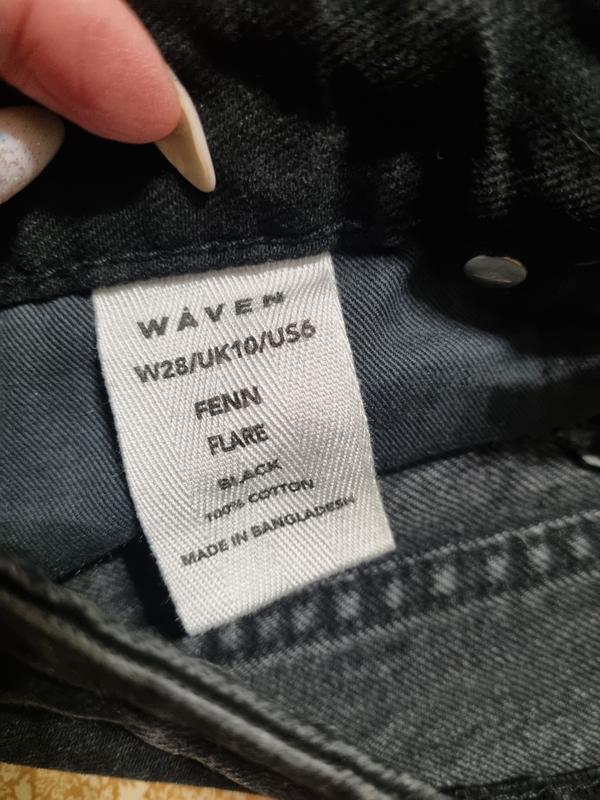 WÅVEN
W28/UK10/US6
FENN
FLARE
BLACK
100% COTTON
MADE IN BANGLADESH